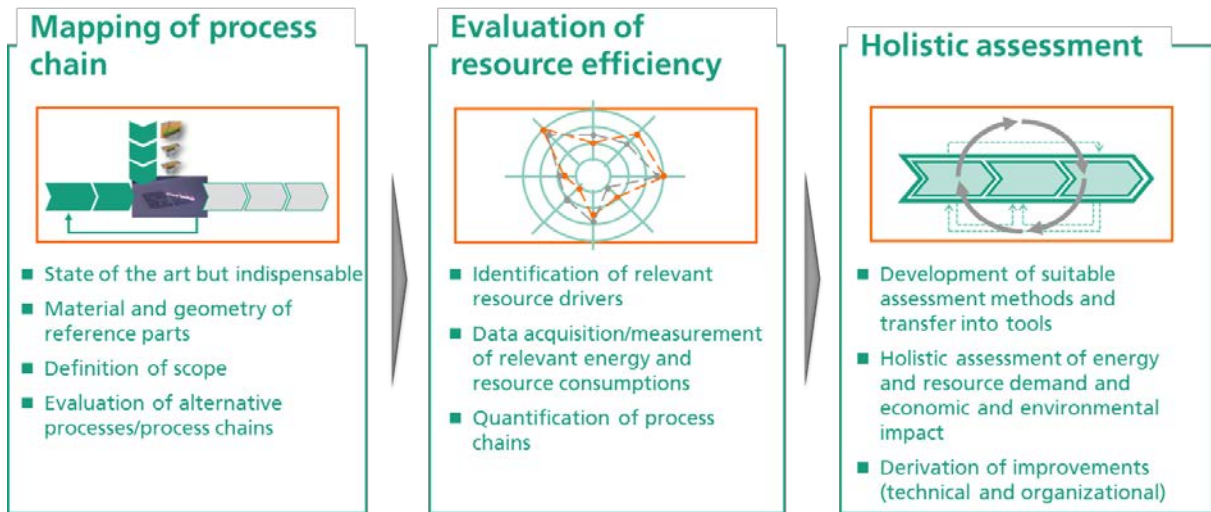 Mapping of process
chain
■ State of the art but indispensable
■ Material and geometry of
reference parts
■ Definition of scope
■ Evaluation of alternative
processes/process chains
Evaluation of
resource efficiency
■ Identification of relevant
resource drivers
■ Data acquisition/measurement
of relevant energy and
resource consumptions
■ Quantification of process
chains
Holistic assessment
■ Development of suitable
assessment methods and
transfer into tools
■ Holistic assessment of energy
and resource demand and
economic and environmental
impact
■ Derivation of improvements
(technical and organizational)